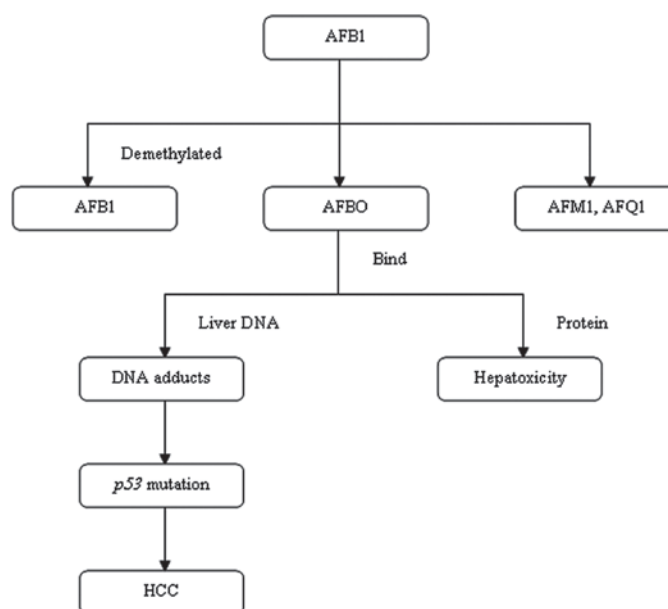 AFB1
Demethylated
AFB1
AFBO
AFM1, AFQ1
Bind
Liver DNA
Protein
DNA adducts
Hepatoxicity
p53 mutation
HCC